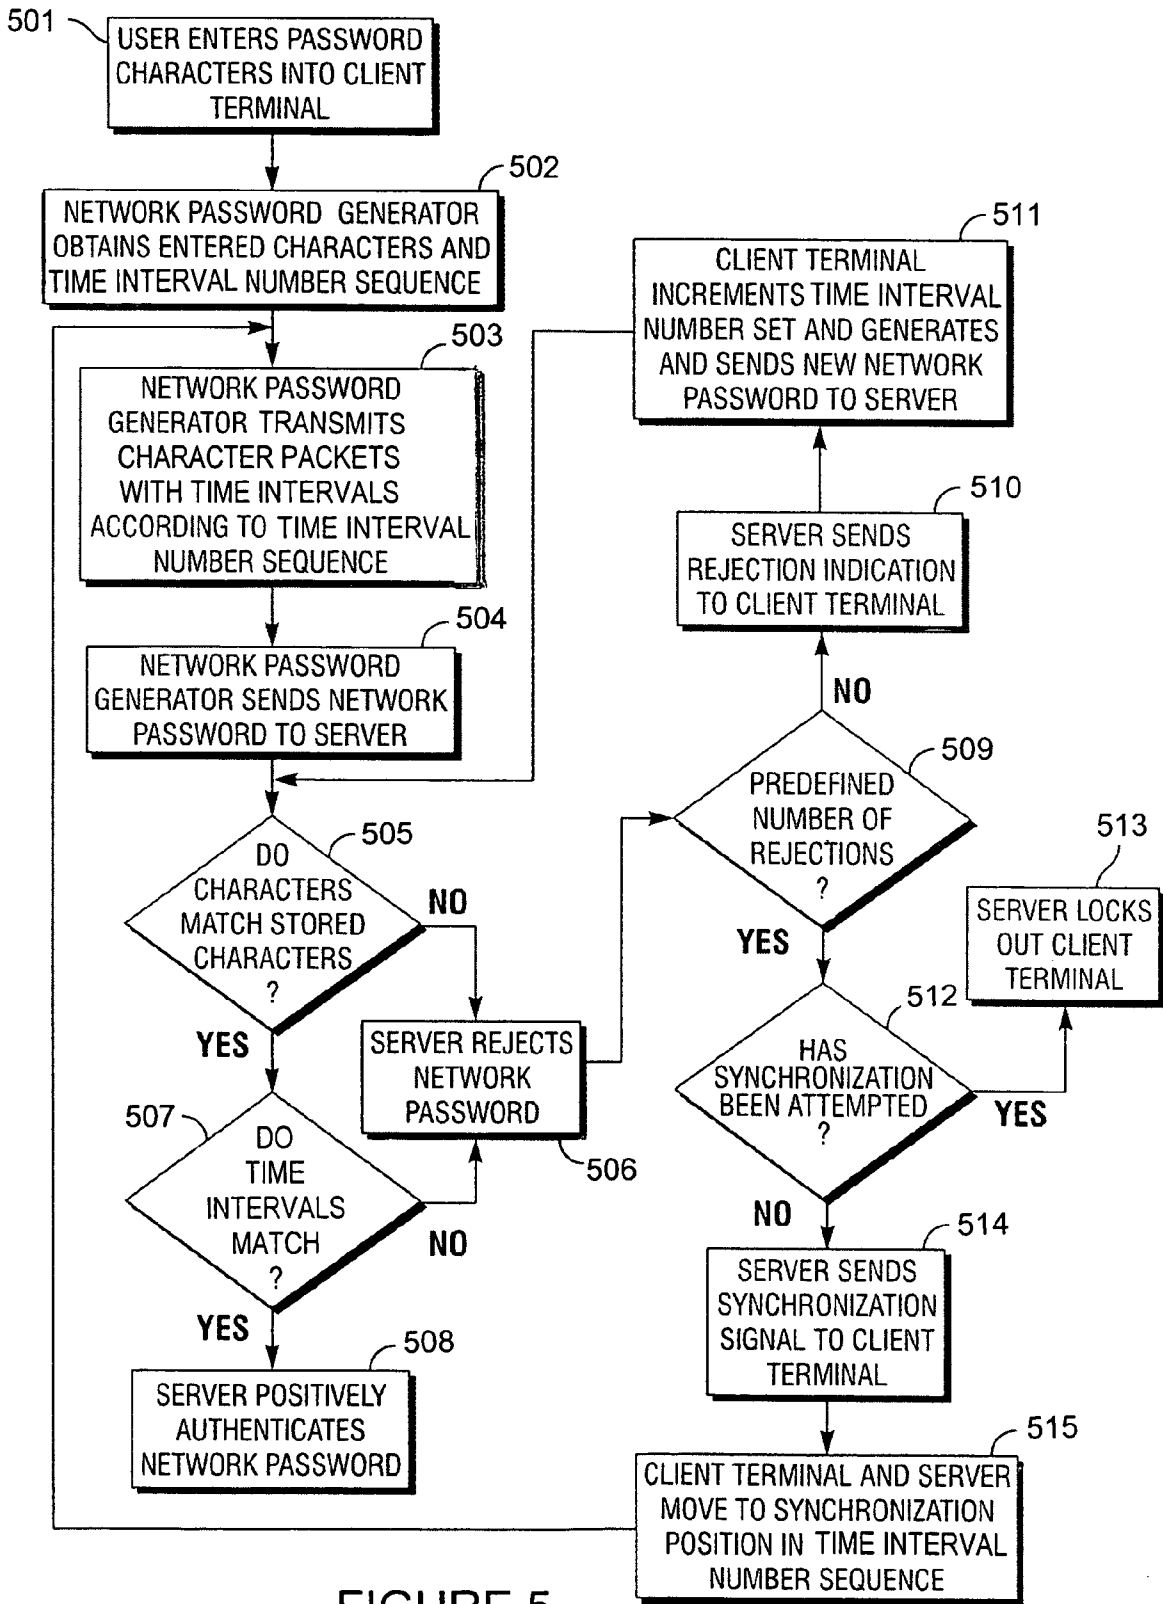 501
USER ENTERS PASSWORD
CHARACTERS INTO CLIENT
TERMINAL
502
NETWORK PASSWORD GENERATOR
OBTAINS ENTERED CHARACTERS AND
TIME INTERVAL NUMBER SEQUENCE
503
NETWORK PASSWORD
GENERATOR TRANSMITS
CHARACTER PACKETS
WITH TIME INTERVALS
ACCORDING TO TIME INTERVAL
NUMBER SEQUENCE
504
NETWORK PASSWORD
GENERATOR SENDS NETWORK
PASSWORD TO SERVER
505
DO
CHARACTERS
MATCH STORED
CHARACTERS
?
NO
YES
SERVER REJECTS
NETWORK
PASSWORD
506
507
DO
TIME
INTERVALS
MATCH
?
NO
YES
508
SERVER POSITIVELY
AUTHENTICATES
NETWORK PASSWORD
511
CLIENT TERMINAL
INCREMENTS TIME INTERVAL
NUMBER SET AND GENERATES
AND SENDS NEW NETWORK
PASSWORD TO SERVER
510
SERVER SENDS
REJECTION INDICATION
TO CLIENT TERMINAL
NO
509
PREDEFINED
NUMBER OF
REJECTIONS
?
YES
513
SERVER LOCKS
OUT CLIENT
TERMINAL
512
HAS
SYNCHRONIZATION
BEEN ATTEMPTED
?
YES
NO
514
SERVER SENDS
SYNCHRONIZATION
SIGNAL TO CLIENT
TERMINAL
515
CLIENT TERMINAL AND SERVER
MOVE TO SYNCHRONIZATION
POSITION IN TIME INTERVAL
NUMBER SEQUENCE
FIGURE 5